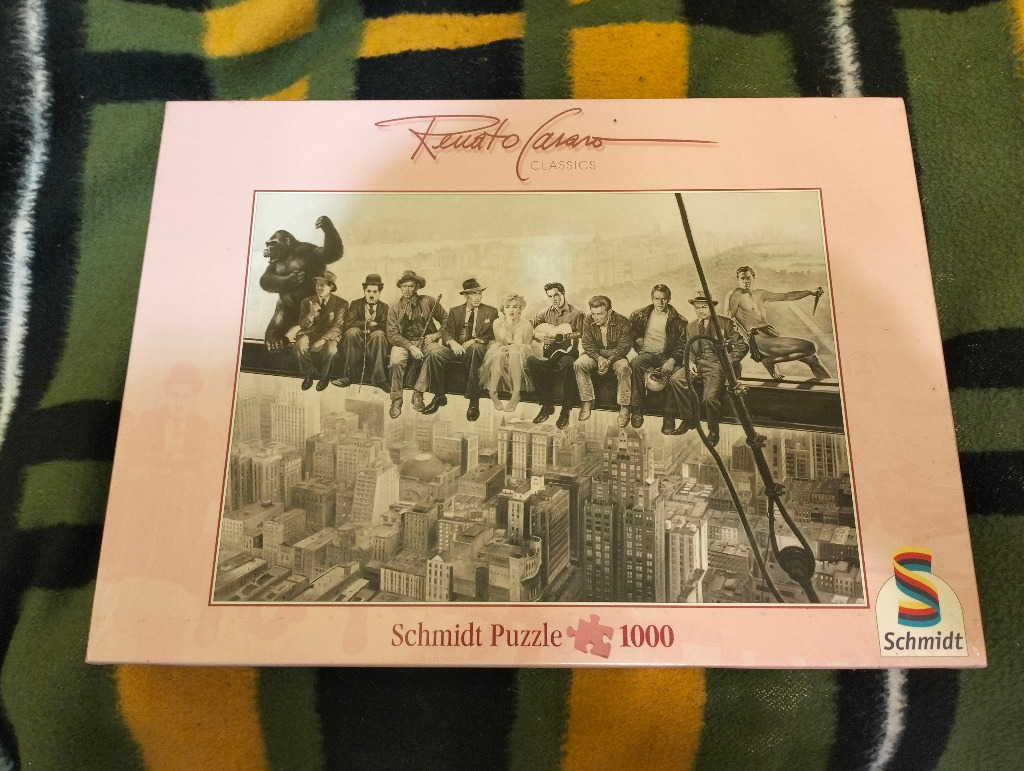 Renato Casaro
CLASSICS
Schmidt Puzzle 1000
Schmidt